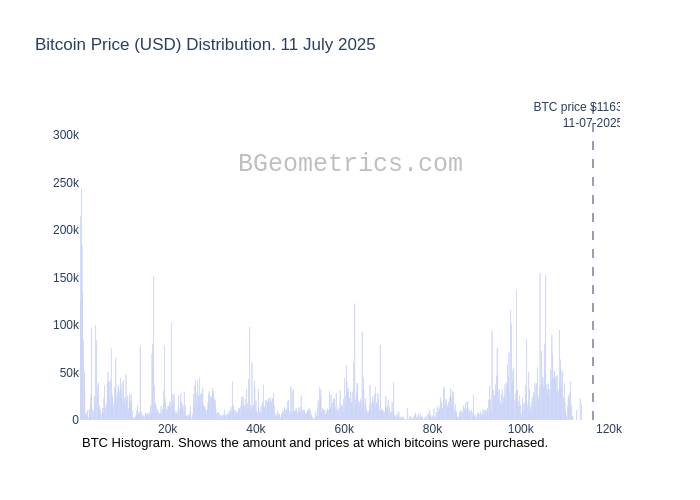 Bitcoin Price (USD) Distribution. 11 July 2025
BTC price $1163
11-07-2025
300k
BGeometrics.com
250k
200k
150k
100k
50k
0
20k 40k 60k 80k 100k 120k
BTC Histogram. Shows the amount and prices at which bitcoins were purchased.